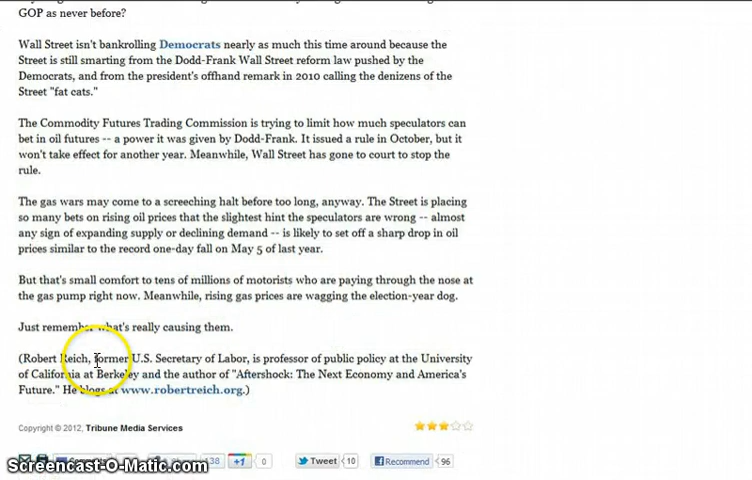 GOP as never before?
Wall Street isn't bankrolling Democrats nearly as much this time around because the
Street is still smarting from the Dodd-Frank Wall Street reform law pushed by the
Democrats, and from the president's offhand remark in 2010 calling the denizens of the
Street "fat cats."
The Commodity Futures Trading Commission is trying to limit how much speculators can
bet in oil futures -- a power it was given by Dodd-Frank. It issued a rule in October, but it
won't take effect for another year. Meanwhile, Wall Street has gone to court to stop the
rule.
The gas wars may come to a screeching halt before too long, anyway. The Street is placing
so many bets on rising oil prices that the slightest hint the speculators are wrong -- almost
any sign of expanding supply or declining demand -- is likely to set off a sharp drop in oil
prices similar to the record one-day fall on May 5 of last year.
But that's small comfort to tens of millions of motorists who are paying through the nose at
the gas pump right now. Meanwhile, rising gas prices are wagging the election-year dog.
Just remember what's really causing them.
(Robert Reich, former U.S. Secretary of Labor, is professor of public policy at the University
of California at Berkeley and the author of "Aftershock: The Next Economy and America's
Future." He blogs at www.robertreich.org.)
Copyright © 2012, Tribune Media Services
38 +1 0 Tweet 10 Recommend 96
Screencast-O-Matic.com